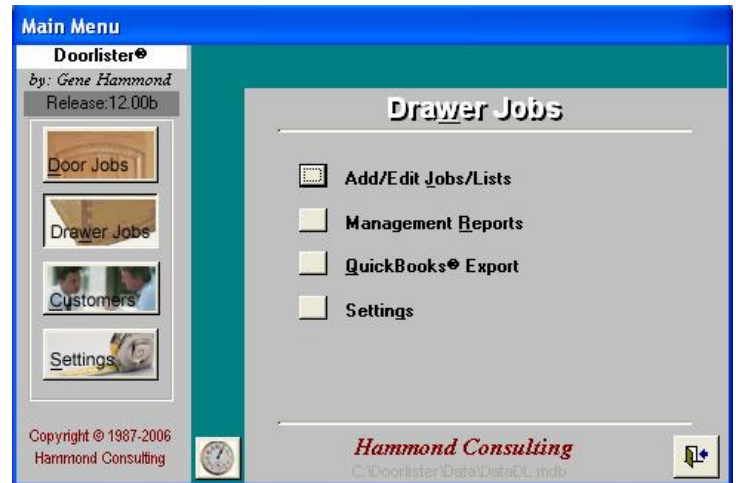 Main Menu
Doorlister®
by: Gene Hammond
Release:12.00b
Door Jobs
Drawer Jobs
Customers
Settings
Copyright © 1987-2006
Hammond Consulting
Drawer Jobs
Add/Edit Jobs/Lists
Management Reports
QuickBooks® Export
Settings
Hammond Consulting
C:\Doorlister\Data\DataDL.mdb